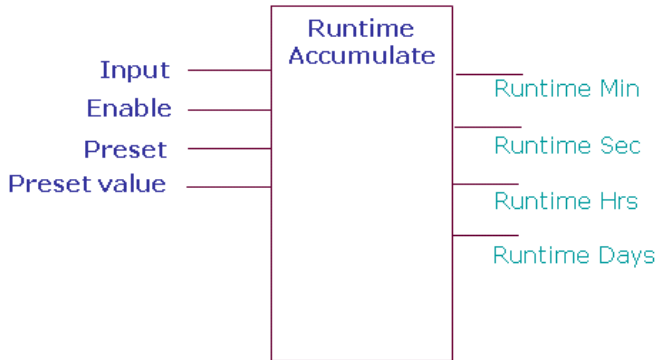 Runtime
Accumulate
Input
Enable
Preset
Preset value
Runtime Min
Runtime Sec
Runtime Hrs
Runtime Days